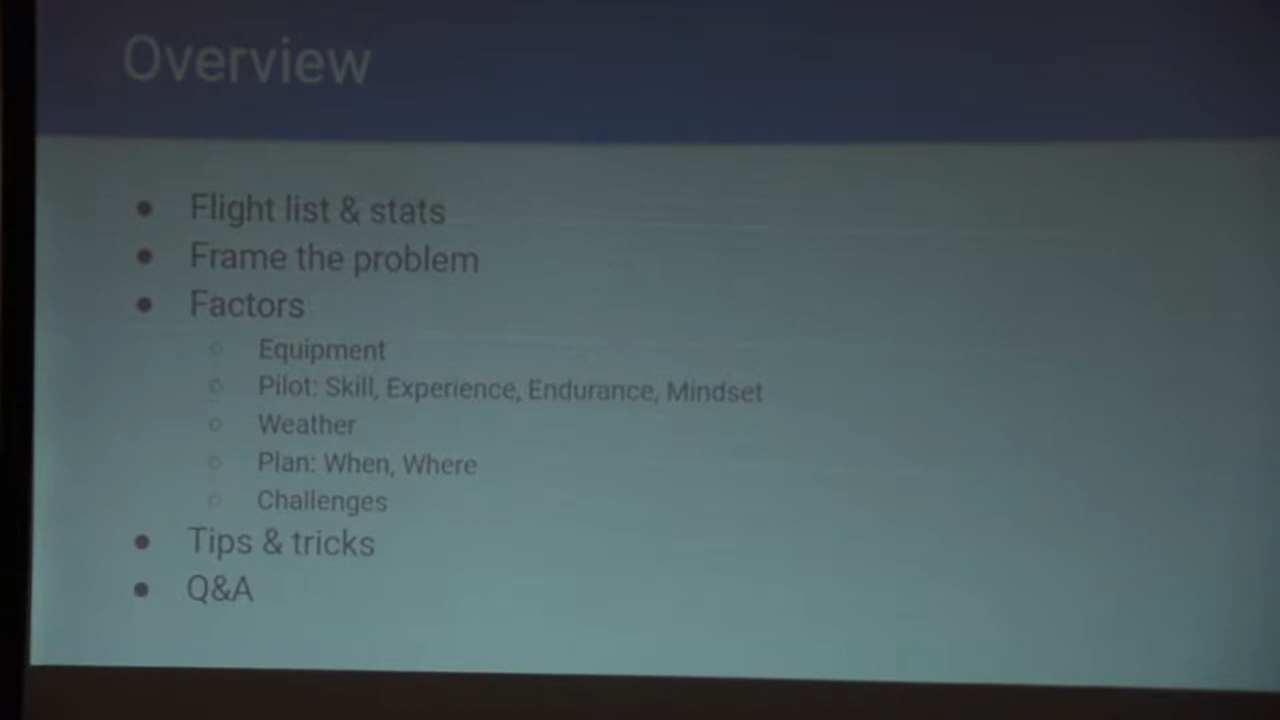 Overview
Flight list & stats
Frame the problem
Factors
Equipment
Pilot: Skill, Experience, Endurance, Mindset
Weather
Plan: When, Where
Challenges
Tips & tricks
Q&A